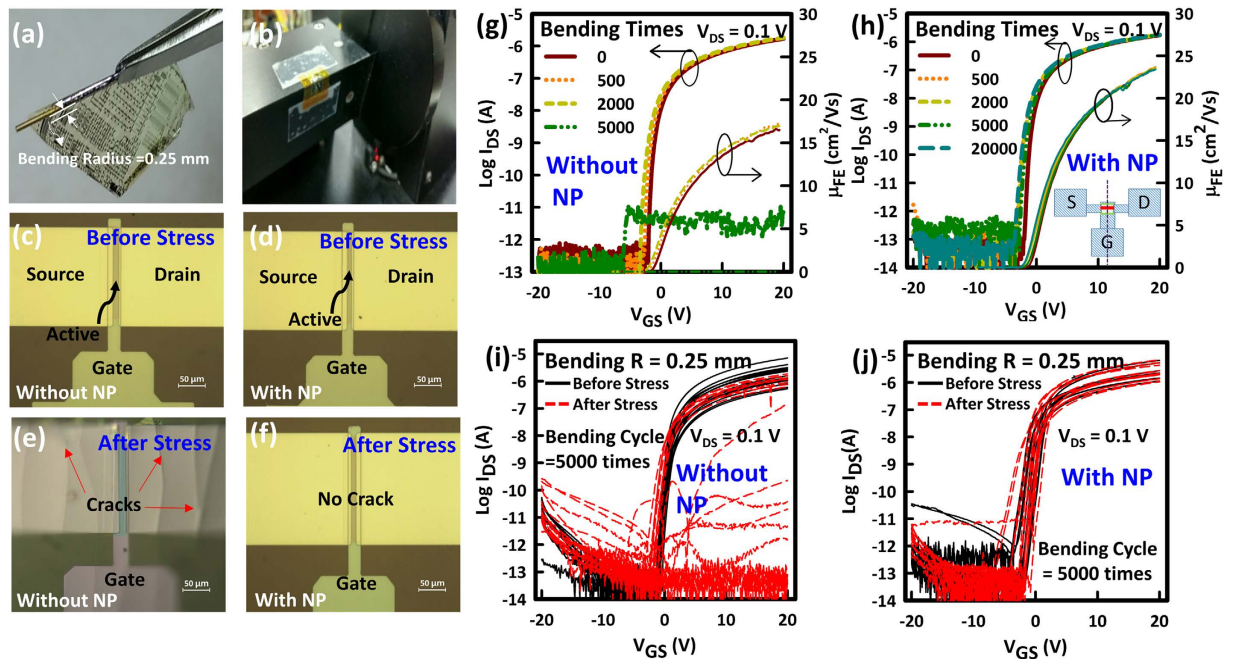 (a)
Bending Radius =0.25 mm
(b)
(c)
Before Stress
Source
Drain
Active
Gate
50 µm
Without NP
(d)
Before Stress
Source
Drain
Active
Gate
50 µm
With NP
(e)
After Stress
Cracks
Gate
50 µm
Without NP
(f)
After Stress
No Crack
Gate
50 µm
With NP
(g)
Bending Times
V_DS = 0.1 V
0
500
2000
5000
Without
NP
Log I_DS (A)
-5
-6
-7
-8
-9
-10
-11
-12
-13
µ_FE (cm²/Vs)
30
25
20
15
10
5
0
-20
-10
0
10
20
V_GS (V)
(h)
Bending Times
V_DS = 0.1 V
0
500
2000
5000
20000
With NP
S
D
G
Log I_DS (A)
-5
-6
-7
-8
-9
-10
-11
-12
-13
-14
µ_FE (cm²/Vs)
30
25
20
15
10
5
0
-20
-10
0
10
20
V_GS (V)
(i)
Bending R = 0.25 mm
Before Stress
After Stress
Bending Cycle
=5000 times
V_DS = 0.1 V
Without
NP
Log I_DS (A)
-5
-6
-7
-8
-9
-10
-11
-12
-13
-14
-20
-10
0
10
20
V_GS (V)
(j)
Bending R = 0.25 mm
Before Stress
After Stress
V_DS = 0.1 V
With NP
Bending Cycle
= 5000 times
Log I_DS(A)
-5
-6
-7
-8
-9
-10
-11
-12
-13
-14
-20
-10
0
10
20
V_GS (V)